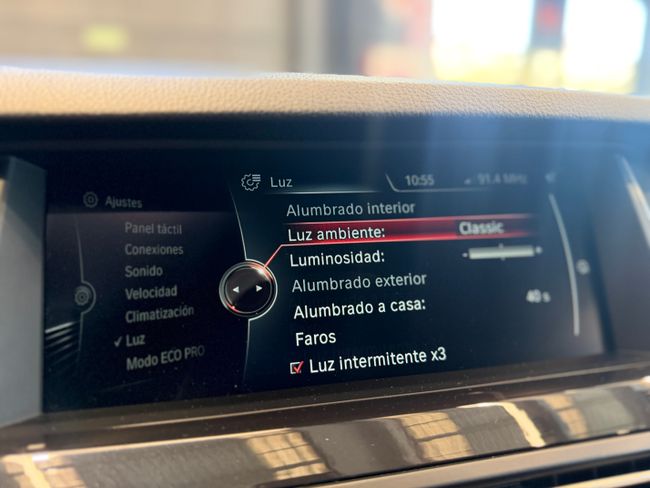 Ajustes
Panel táctil
Conexiones
Sonido
Velocidad
Climatización
Luz
Modo ECO PRO
Luz
10:55
91.4 MHz
Alumbrado interior
Luz ambiente: Classic
Luminosidad: - +
Alumbrado exterior
Alumbrado a casa: 40 s
Faros
Luz intermitente x3